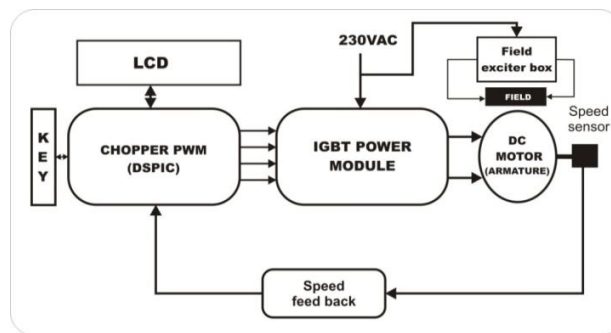 LCD
230VAC
Field
exciter box
FIELD
Speed
sensor
KEY
CHOPPER PWM
(DSPIC)
IGBT POWER
MODULE
DC
MOTOR
(ARMATURE)
Speed
feed back